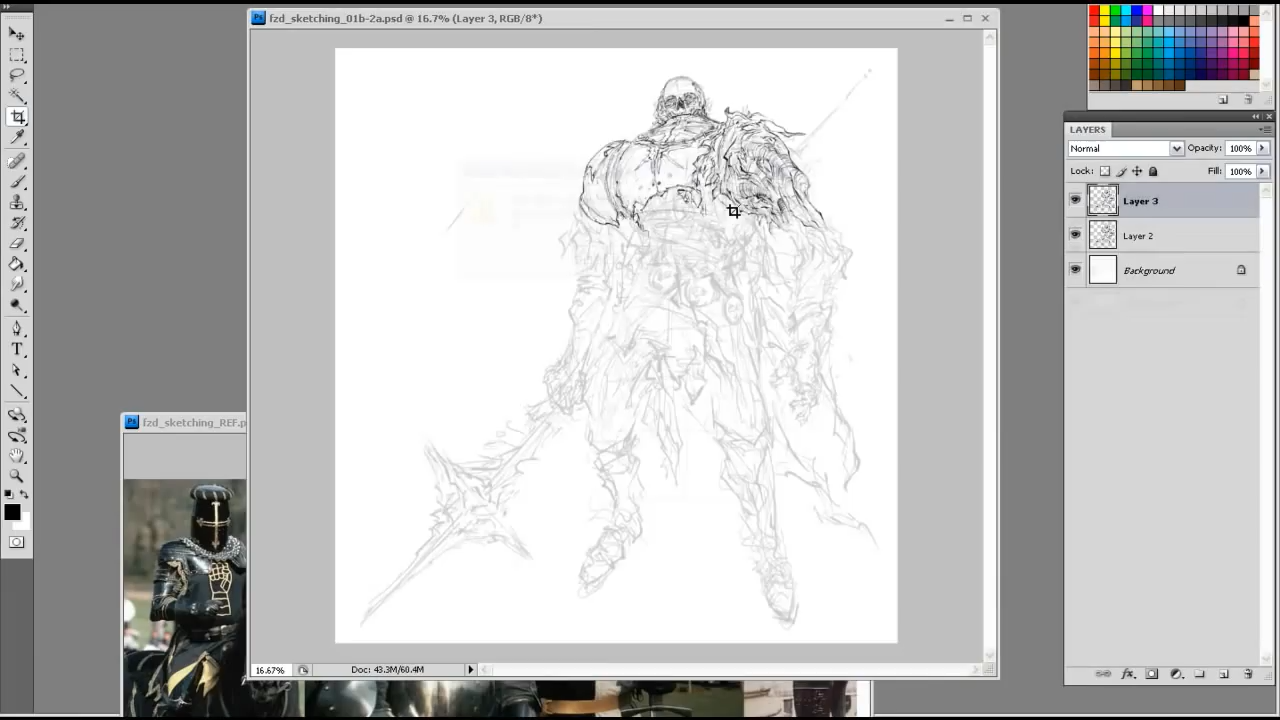 fzd_sketching_01b-2a.psd @ 16.7% (Layer 3, RGB/8*)
LAYERS
Normal
Opacity: 100%
Lock:
Fill: 100%
Layer 3
Layer 2
Background
fzd_sketching_REF.p
16.67%
Doc: 43.3M/60.4M